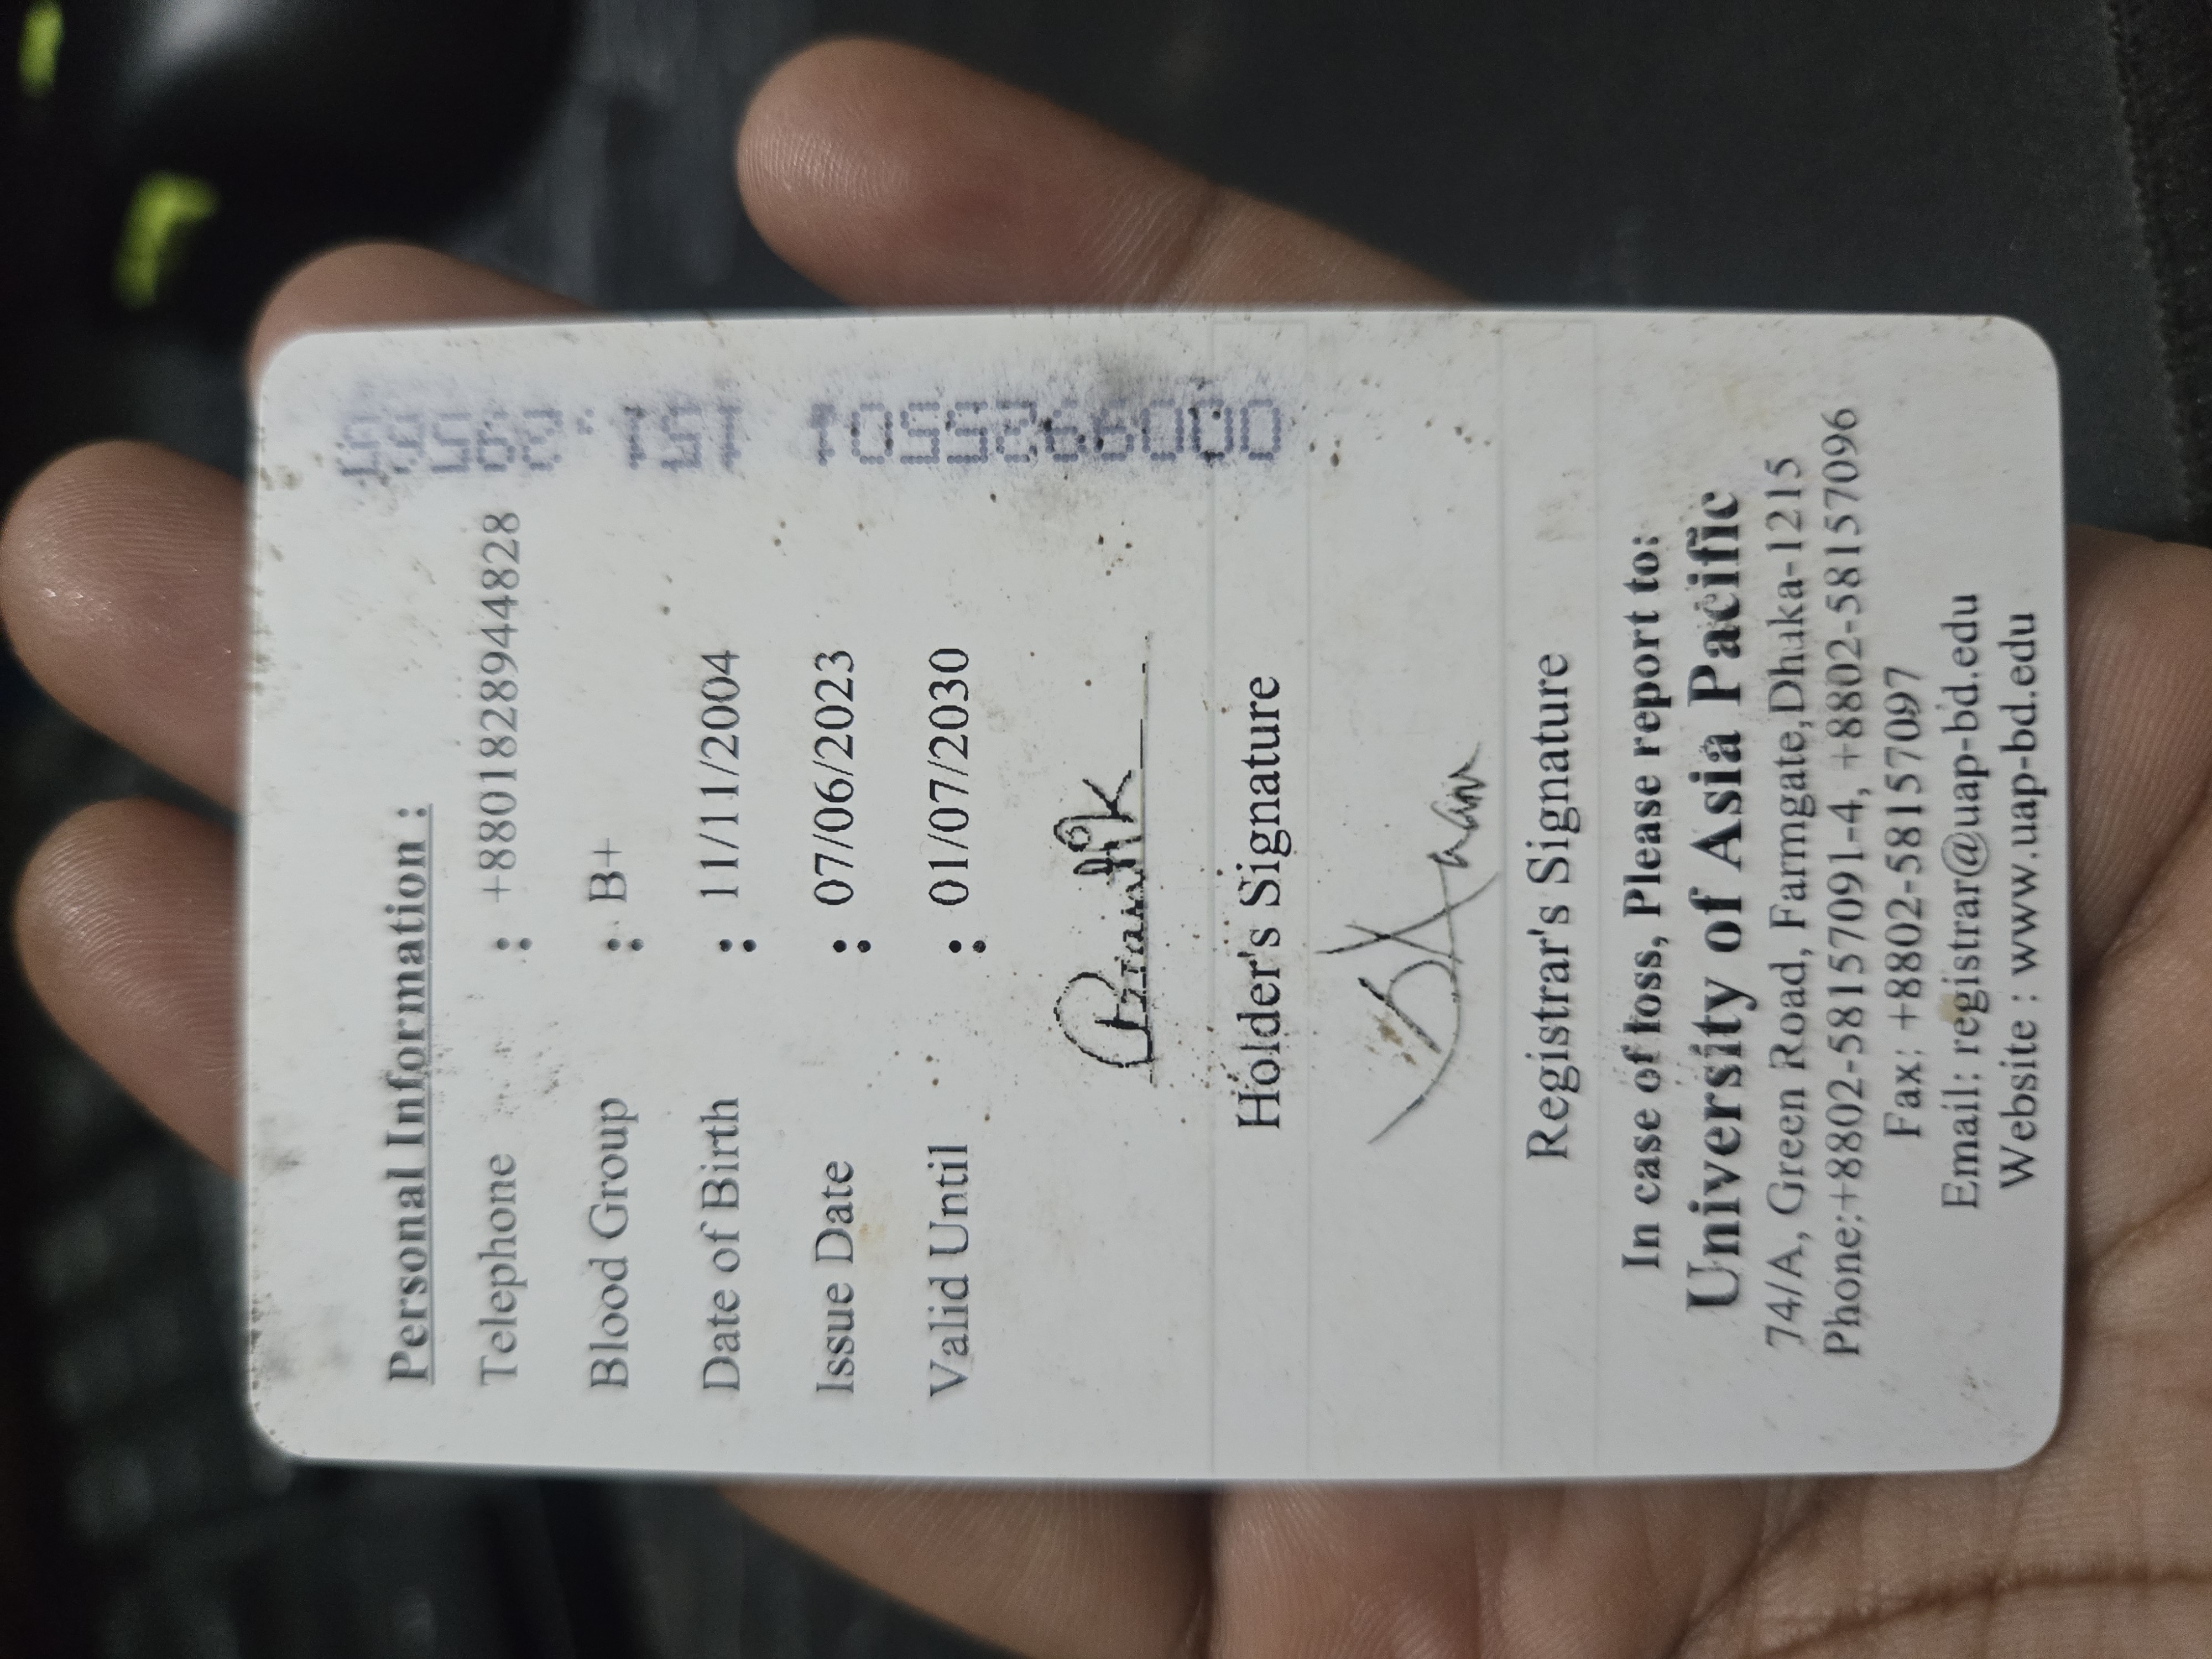 Personal Information :
Telephone : +8801828944828
Blood Group : B+
Date of Birth : 11/11/2004
Issue Date : 07/06/2023
Valid Until : 01/07/2030
Prantik
Holder's Signature
Registrar's Signature
In case of loss, Please report to:
University of Asia Pacific
74/A, Green Road, Farmgate,Dhaka-1215
Phone:+8802-58157091-4, +8802-58157096
Fax: +8802-58157097
Email: registrar@uap-bd.edu
Website : www.uap-bd.edu